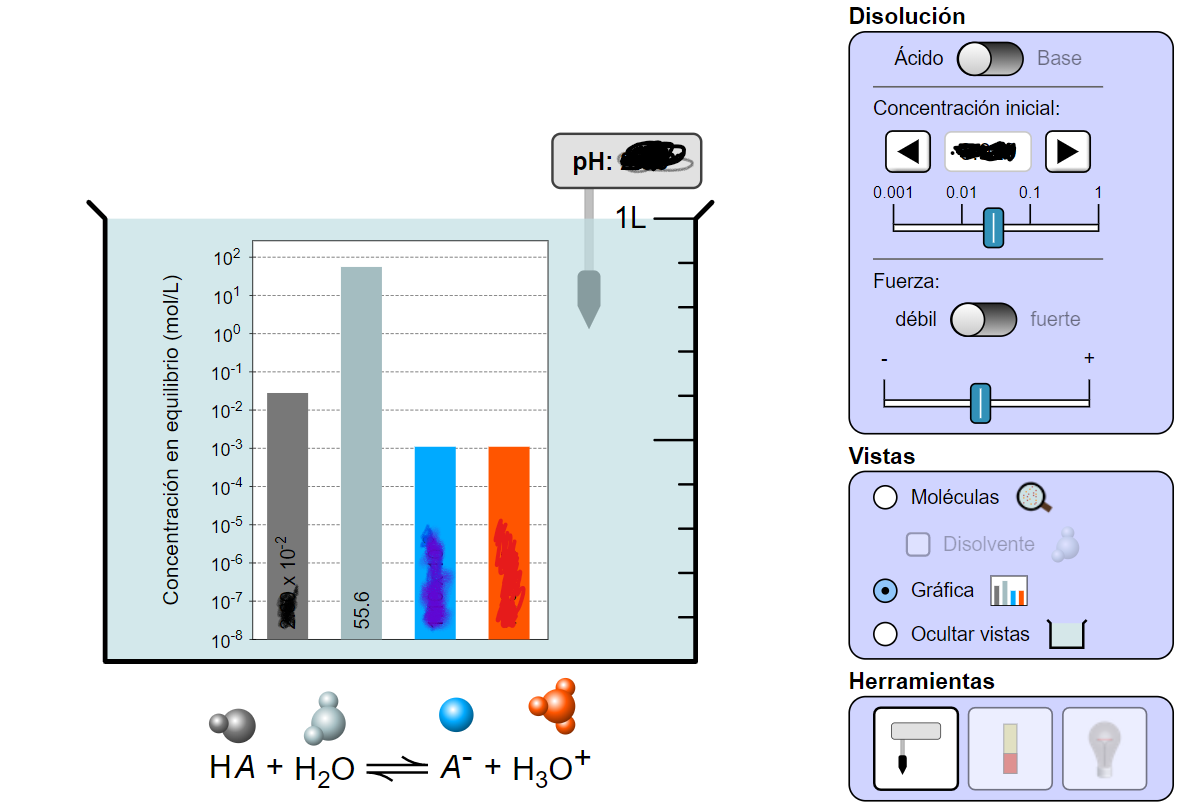 Disolución
Ácido Base
Concentración inicial:
0.001 0.01 0.1 1
Fuerza:
débil fuerte
- +
Vistas
Moléculas
Disolvente
Gráfica
Ocultar vistas
Herramientas
pH:
1L
Concentración en equilibrio (mol/L)
10²
10¹
10⁰
10⁻¹
10⁻²
10⁻³
10⁻⁴
10⁻⁵
10⁻⁶
10⁻⁷
10⁻⁸
x 10⁻²
55.6
HA + H₂O ⇌ A⁻ + H₃O⁺